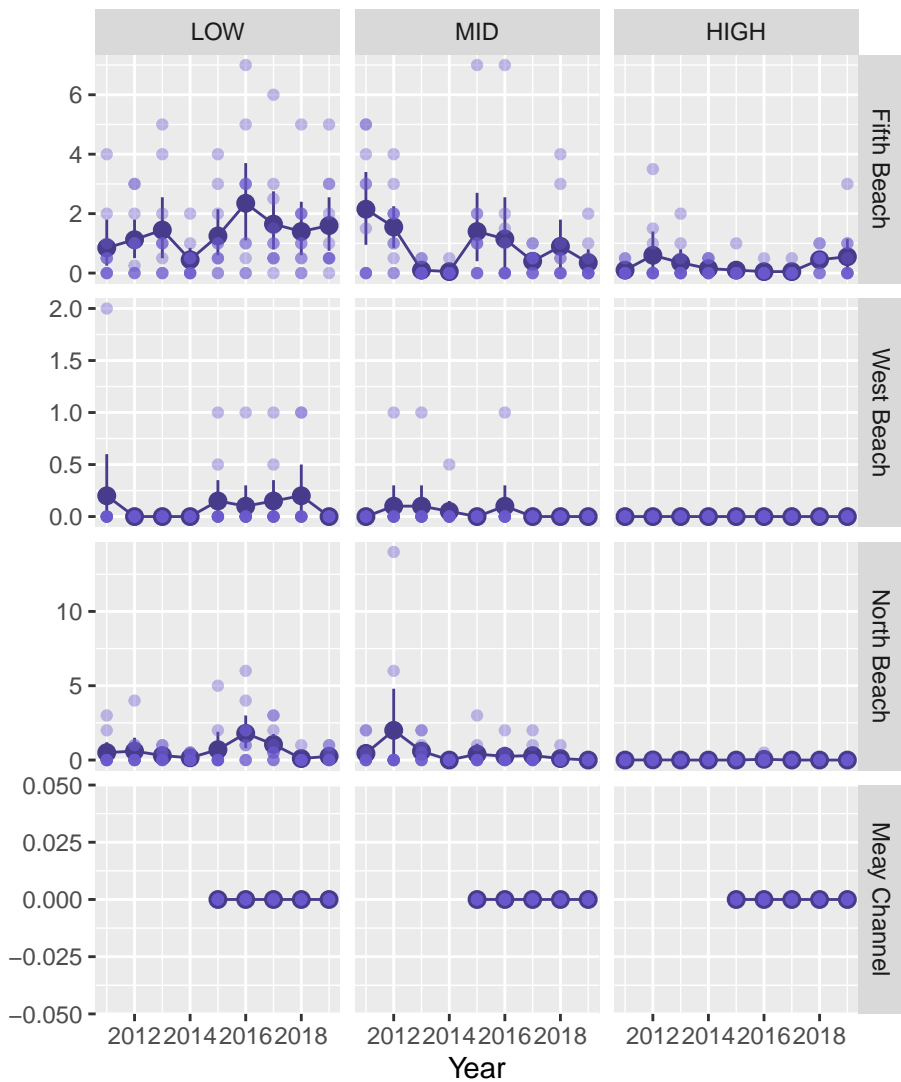 LOW MID HIGH
6
4
2
0
Fifth Beach
2.0
1.5
1.0
0.5
0.0
West Beach
10
5
0
North Beach
0.050
0.025
0.000
−0.025
−0.050
Meay Channel
2012 2014 2016 2018 2012 2014 2016 2018 2012 2014 2016 2018
Year